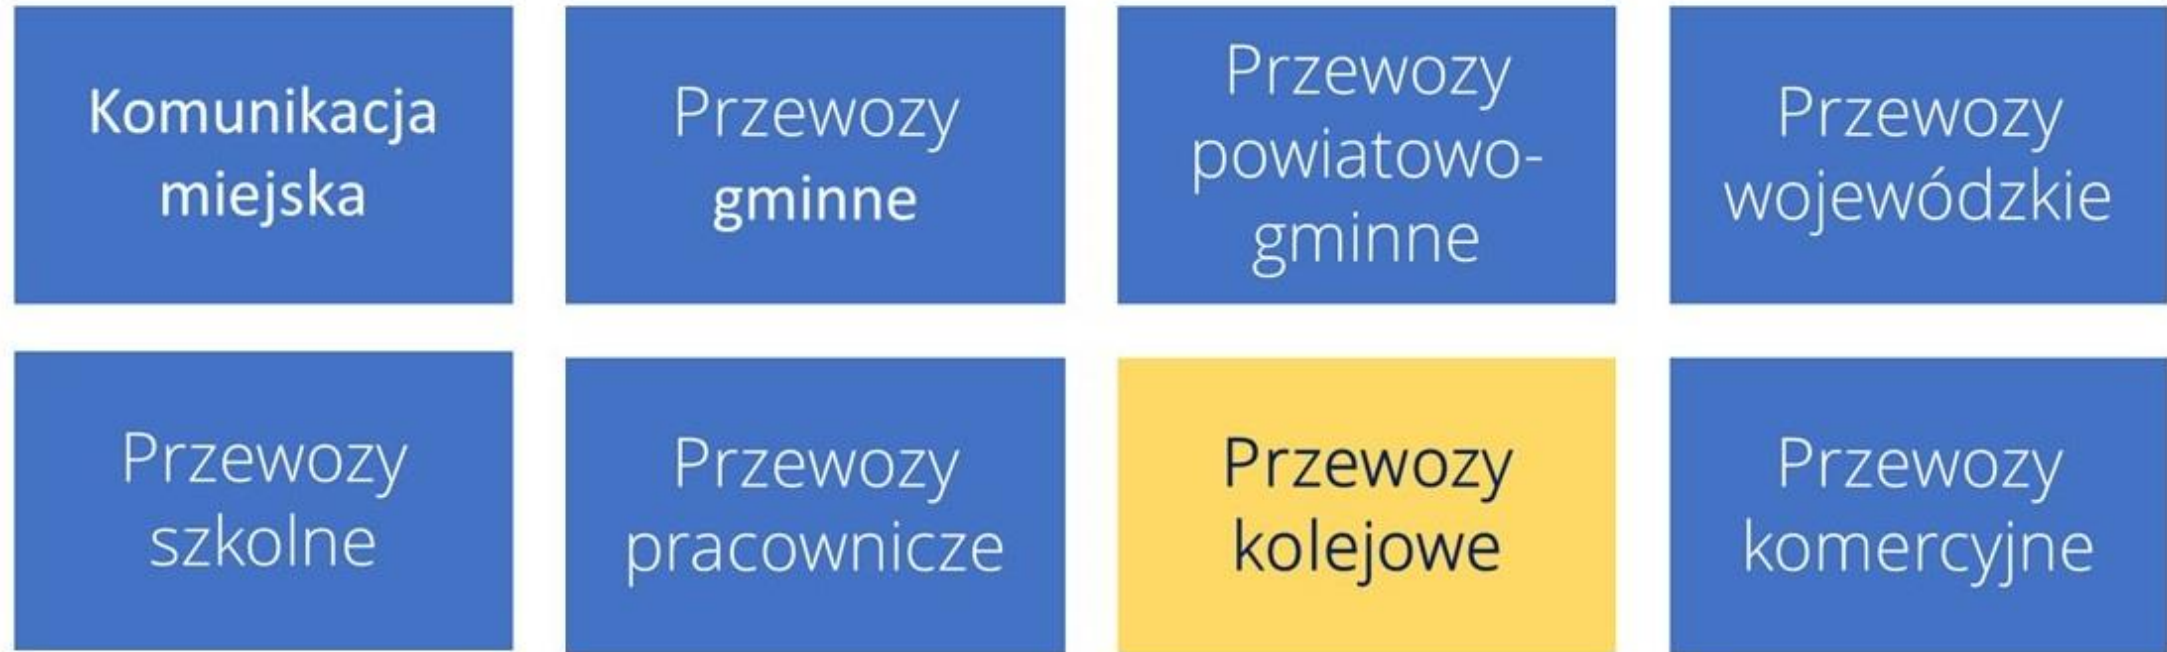 Komunikacja
miejska
Przewozy
gminne
Przewozy
powiatowo-
gminne
Przewozy
wojewódzkie
Przewozy
szkolne
Przewozy
pracownicze
Przewozy
kolejowe
Przewozy
komercyjne